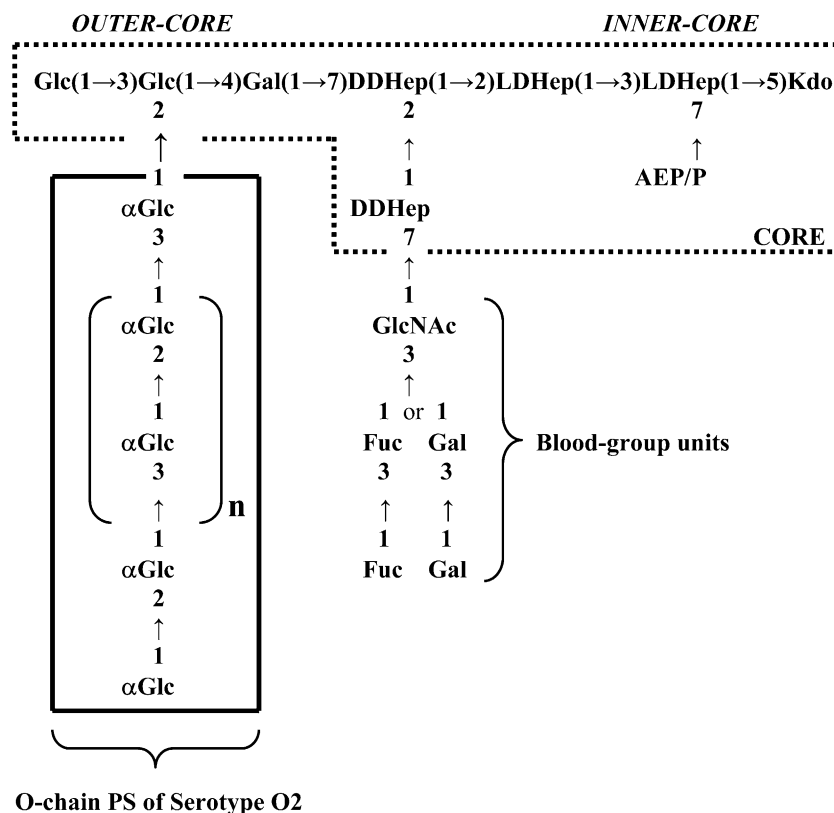 OUTER-CORE INNER-CORE
Glc(1→3)Glc(1→4)Gal(1→7)DDHep(1→2)LDHep(1→3)LDHep(1→5)Kdo
2 2 7
↑ ↑ ↑
1 1 AEP/P
αGlc DDHep
3 7 CORE
↑ ↑
1 1
αGlc GlcNAc
2 3
↑ ↑
1 1 or 1
αGlc Fuc Gal Blood-group units
3 3 3
↑ ↑ ↑
n
1 1 1
αGlc Fuc Gal
2
↑
1
αGlc
O-chain PS of Serotype O2